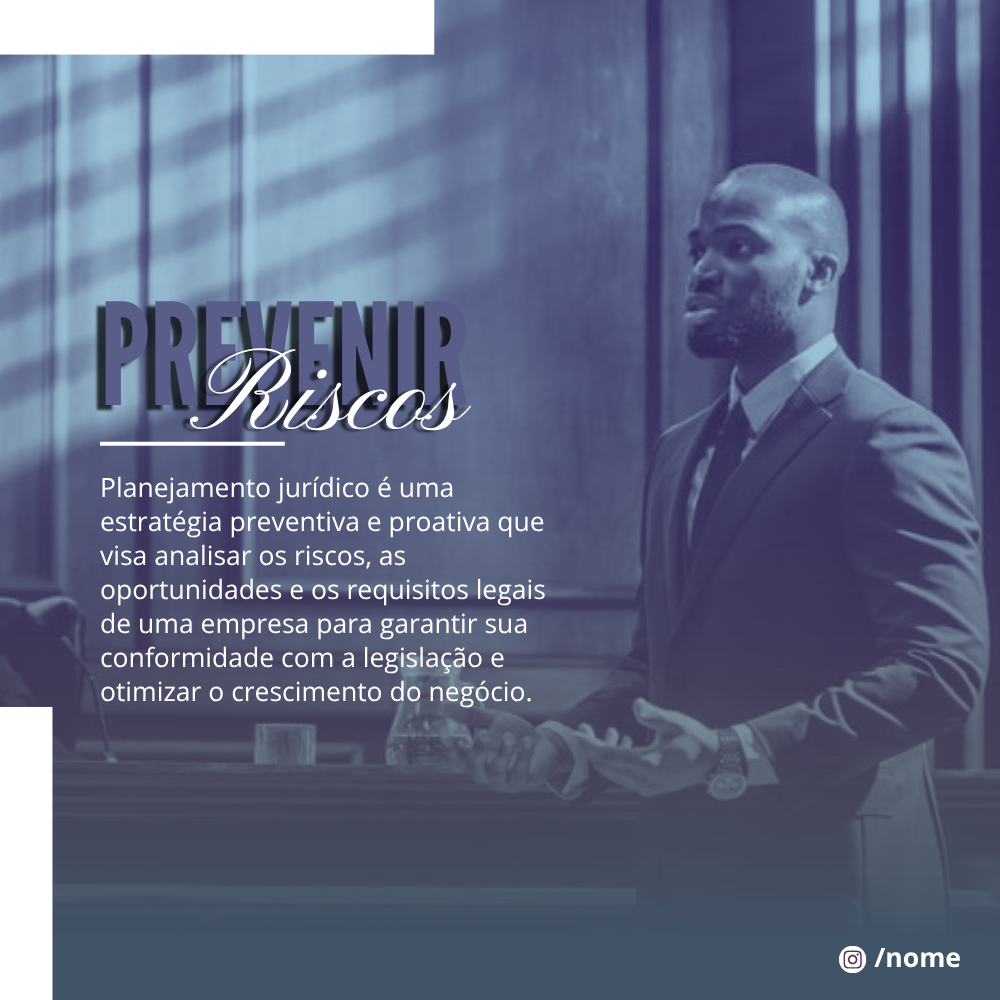 PREVENIR
Riscos
Planejamento jurídico é uma
estratégia preventiva e proativa que
visa analisar os riscos, as
oportunidades e os requisitos legais
de uma empresa para garantir sua
conformidade com a legislação e
otimizar o crescimento do negócio.
/nome